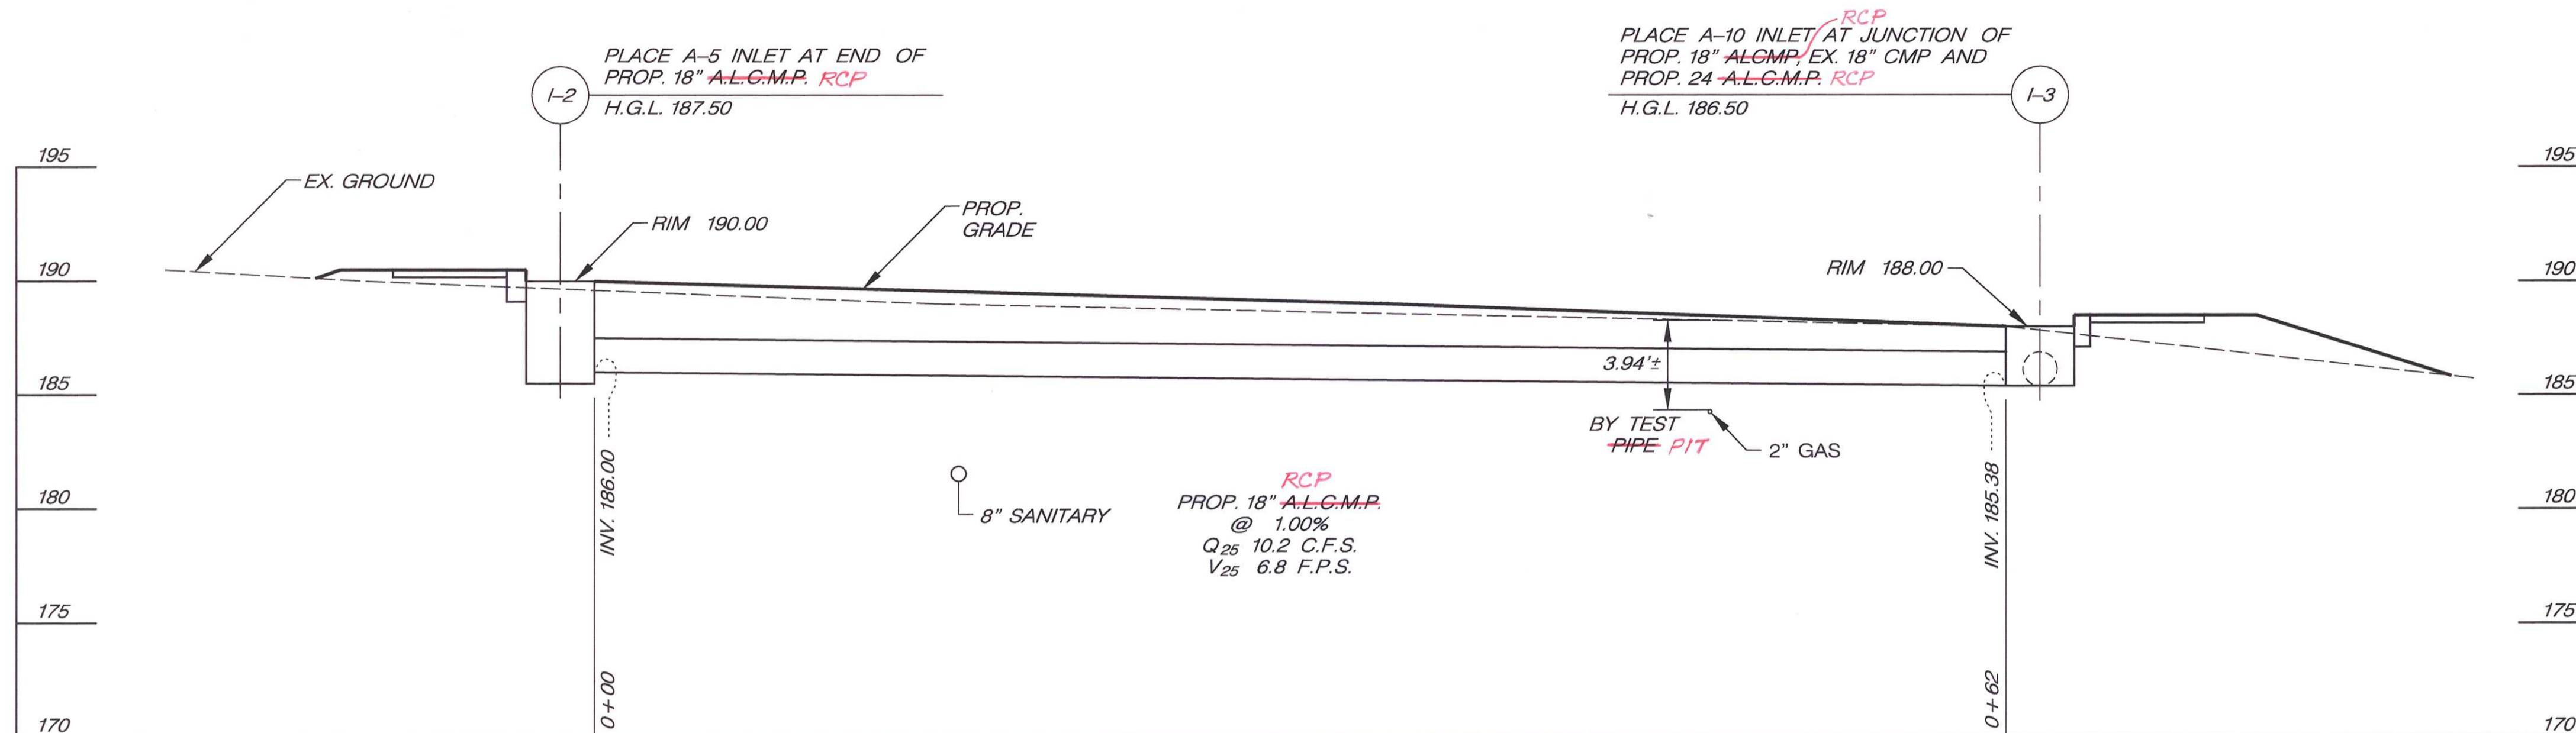 RCP
PLACE A-5 INLET AT END OF
PROP. 18" A.L.C.M.P. RCP
I-2
H.G.L. 187.50
PLACE A-10 INLET AT JUNCTION OF
PROP. 18" ALCMP, EX. 18" CMP AND
PROP. 24 A.L.C.M.P. RCP
I-3
H.G.L. 186.50
195
195
EX. GROUND
RIM 190.00
PROP.
GRADE
190
RIM 188.00
190
3.94'±
185
185
BY TEST
PIPE PIT
2" GAS
INV. 186.00
INV. 185.38
RCP
PROP. 18" A.L.C.M.P.
@ 1.00%
Q25 10.2 C.F.S.
V25 6.8 F.P.S.
8" SANITARY
180
180
175
175
0+00
0+62
170
170